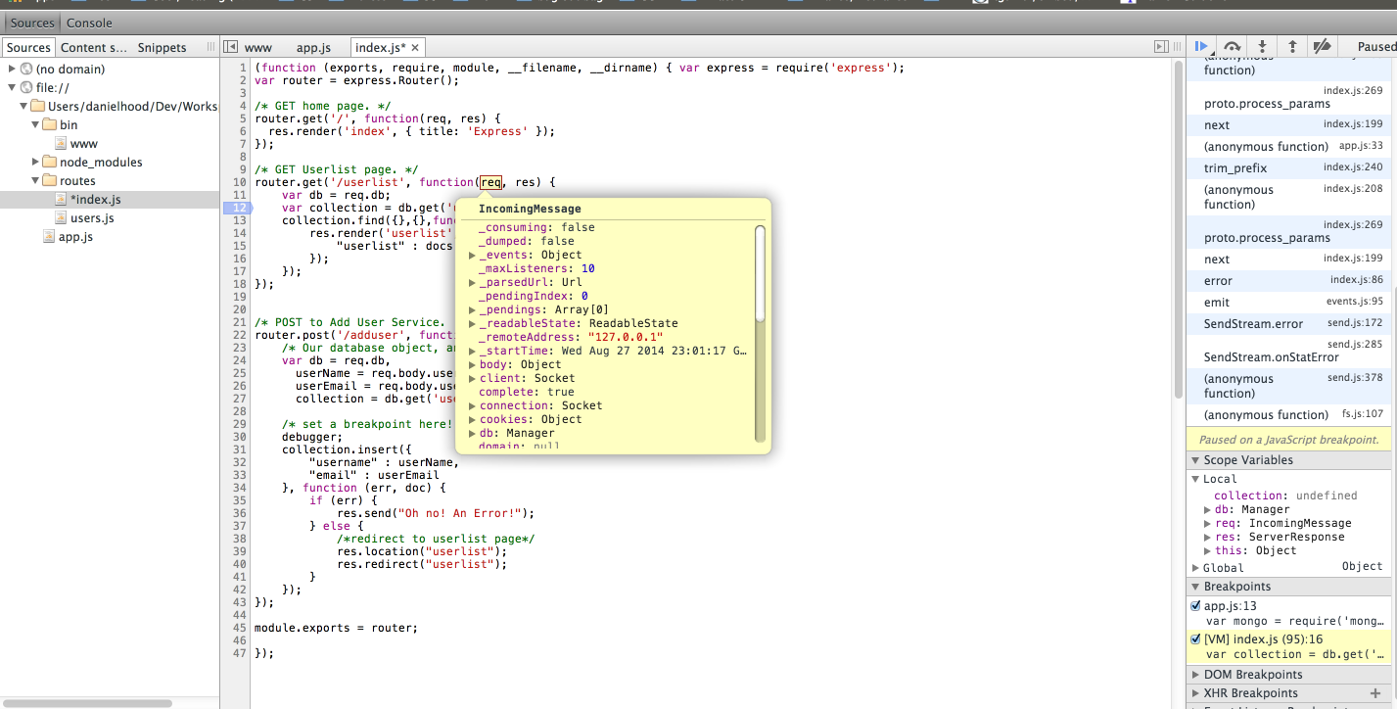 Sources Console
Sources Content s... Snippets
www app.js index.js* ×
Paused
(no domain)
file://
Users/danielhood/Dev/Works
bin
www
node_modules
routes
*index.js
users.js
app.js
1 (function (exports, require, module, __filename, __dirname) { var express = require('express');
2 var router = express.Router();
3
4 /* GET home page. */
5 router.get('/', function(req, res) {
6 res.render('index', { title: 'Express' });
7 });
8
9 /* GET Userlist page. */
10 router.get('/userlist', function(req, res) {
11 var db = req.db;
12 var collection = db.get('
13 collection.find({},{},fun
14 res.render('userlist'
15 "userlist" : docs
16 });
17 });
18 });
19
20
21 /* POST to Add User Service.
22 router.post('/adduser', functi
23 /* Our database object, an
24 var db = req.db,
25 userName = req.body.use
26 userEmail = req.body.us
27 collection = db.get('us
28
29 /* set a breakpoint here!
30 debugger;
31 collection.insert({
32 "username" : userName,
33 "email" : userEmail
34 }, function (err, doc) {
35 if (err) {
36 res.send("Oh no! An Error!");
37 } else {
38 /*redirect to userlist page*/
39 res.location("userlist");
40 res.redirect("userlist");
41 }
42 });
43 });
44
45 module.exports = router;
46
47 });
IncomingMessage
_consuming: false
_dumped: false
_events: Object
_maxListeners: 10
_parsedUrl: Url
_pendingIndex: 0
_pendings: Array[0]
_readableState: ReadableState
_remoteAddress: "127.0.0.1"
_startTime: Wed Aug 27 2014 23:01:17 G...
body: Object
client: Socket
complete: true
connection: Socket
cookies: Object
db: Manager
domain: null
(anonymous
function)
index.js:269
proto.process_params
next index.js:199
(anonymous function) app.js:33
trim_prefix index.js:240
(anonymous index.js:208
function)
index.js:269
proto.process_params
next index.js:199
error index.js:86
emit events.js:95
SendStream.error send.js:172
send.js:285
SendStream.onStatError
(anonymous send.js:378
function)
(anonymous function) fs.js:107
Paused on a JavaScript breakpoint.
Scope Variables
Local
collection: undefined
db: Manager
req: IncomingMessage
res: ServerResponse
this: Object
Global Object
Breakpoints
app.js:13
var mongo = require('mong...
[VM] index.js (95):16
var collection = db.get('...
DOM Breakpoints
XHR Breakpoints +